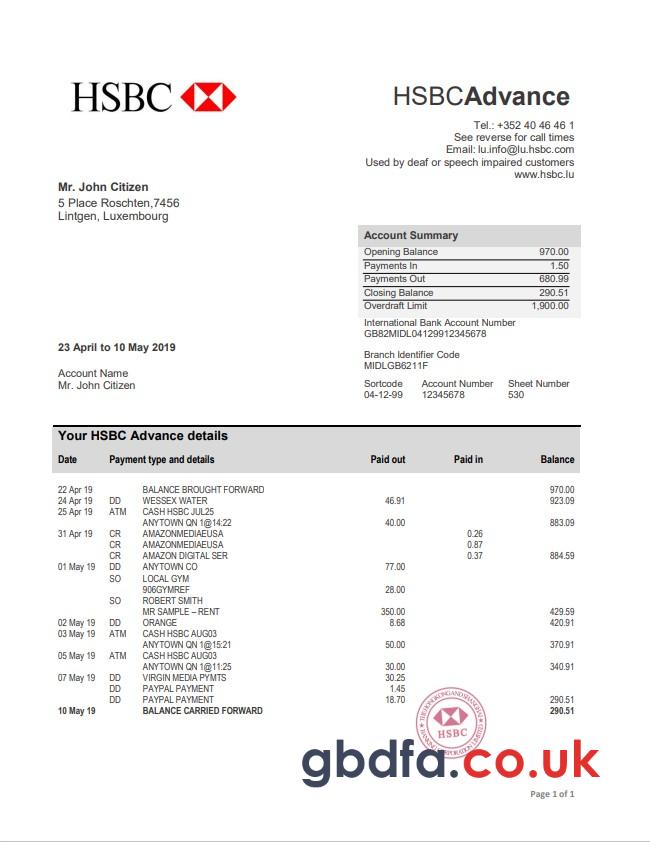 HSBC
HSBCAdvance
Tel.: +352 40 46 46 1
See reverse for call times
Email: lu.info@lu.hsbc.com
Used by deaf or speech impaired customers
www.hsbc.lu
Mr. John Citizen
5 Place Roschten,7456
Lintgen, Luxembourg
Account Summary
Opening Balance 970.00
Payments In 1.50
Payments Out 680.99
Closing Balance 290.51
Overdraft Limit 1,900.00
International Bank Account Number
GB82MIDL04129912345678
23 April to 10 May 2019
Branch Identifier Code
MIDLGB6211F
Account Name
Mr. John Citizen
Sortcode Account Number Sheet Number
04-12-99 12345678 530
Your HSBC Advance details
Date Payment type and details Paid out Paid in Balance
22 Apr 19 BALANCE BROUGHT FORWARD 970.00
24 Apr 19 DD WESSEX WATER 46.91 923.09
25 Apr 19 ATM CASH HSBC JUL25
ANYTOWN QN 1@14:22 40.00 883.09
31 Apr 19 CR AMAZONMEDIAEUSA 0.26
CR AMAZONMEDIAEUSA 0.87
CR AMAZON DIGITAL SER 0.37 884.59
01 May 19 DD ANYTOWN CO 77.00
SO LOCAL GYM
906GYMREF 28.00
SO ROBERT SMITH
MR SAMPLE – RENT 350.00 429.59
02 May 19 DD ORANGE 8.68 420.91
03 May 19 ATM CASH HSBC AUG03
ANYTOWN QN 1@15:21 50.00 370.91
05 May 19 ATM CASH HSBC AUG03
ANYTOWN QN 1@11:25 30.00 340.91
07 May 19 DD VIRGIN MEDIA PYMTS 30.25
DD PAYPAL PAYMENT 1.45
DD PAYPAL PAYMENT 18.70 290.51
10 May 19 BALANCE CARRIED FORWARD 290.51
THE HONGKONG AND SHANGHAI
HSBC
BANKING CORPORATION LIMITED
gbdfa.co.uk
Page 1 of 1